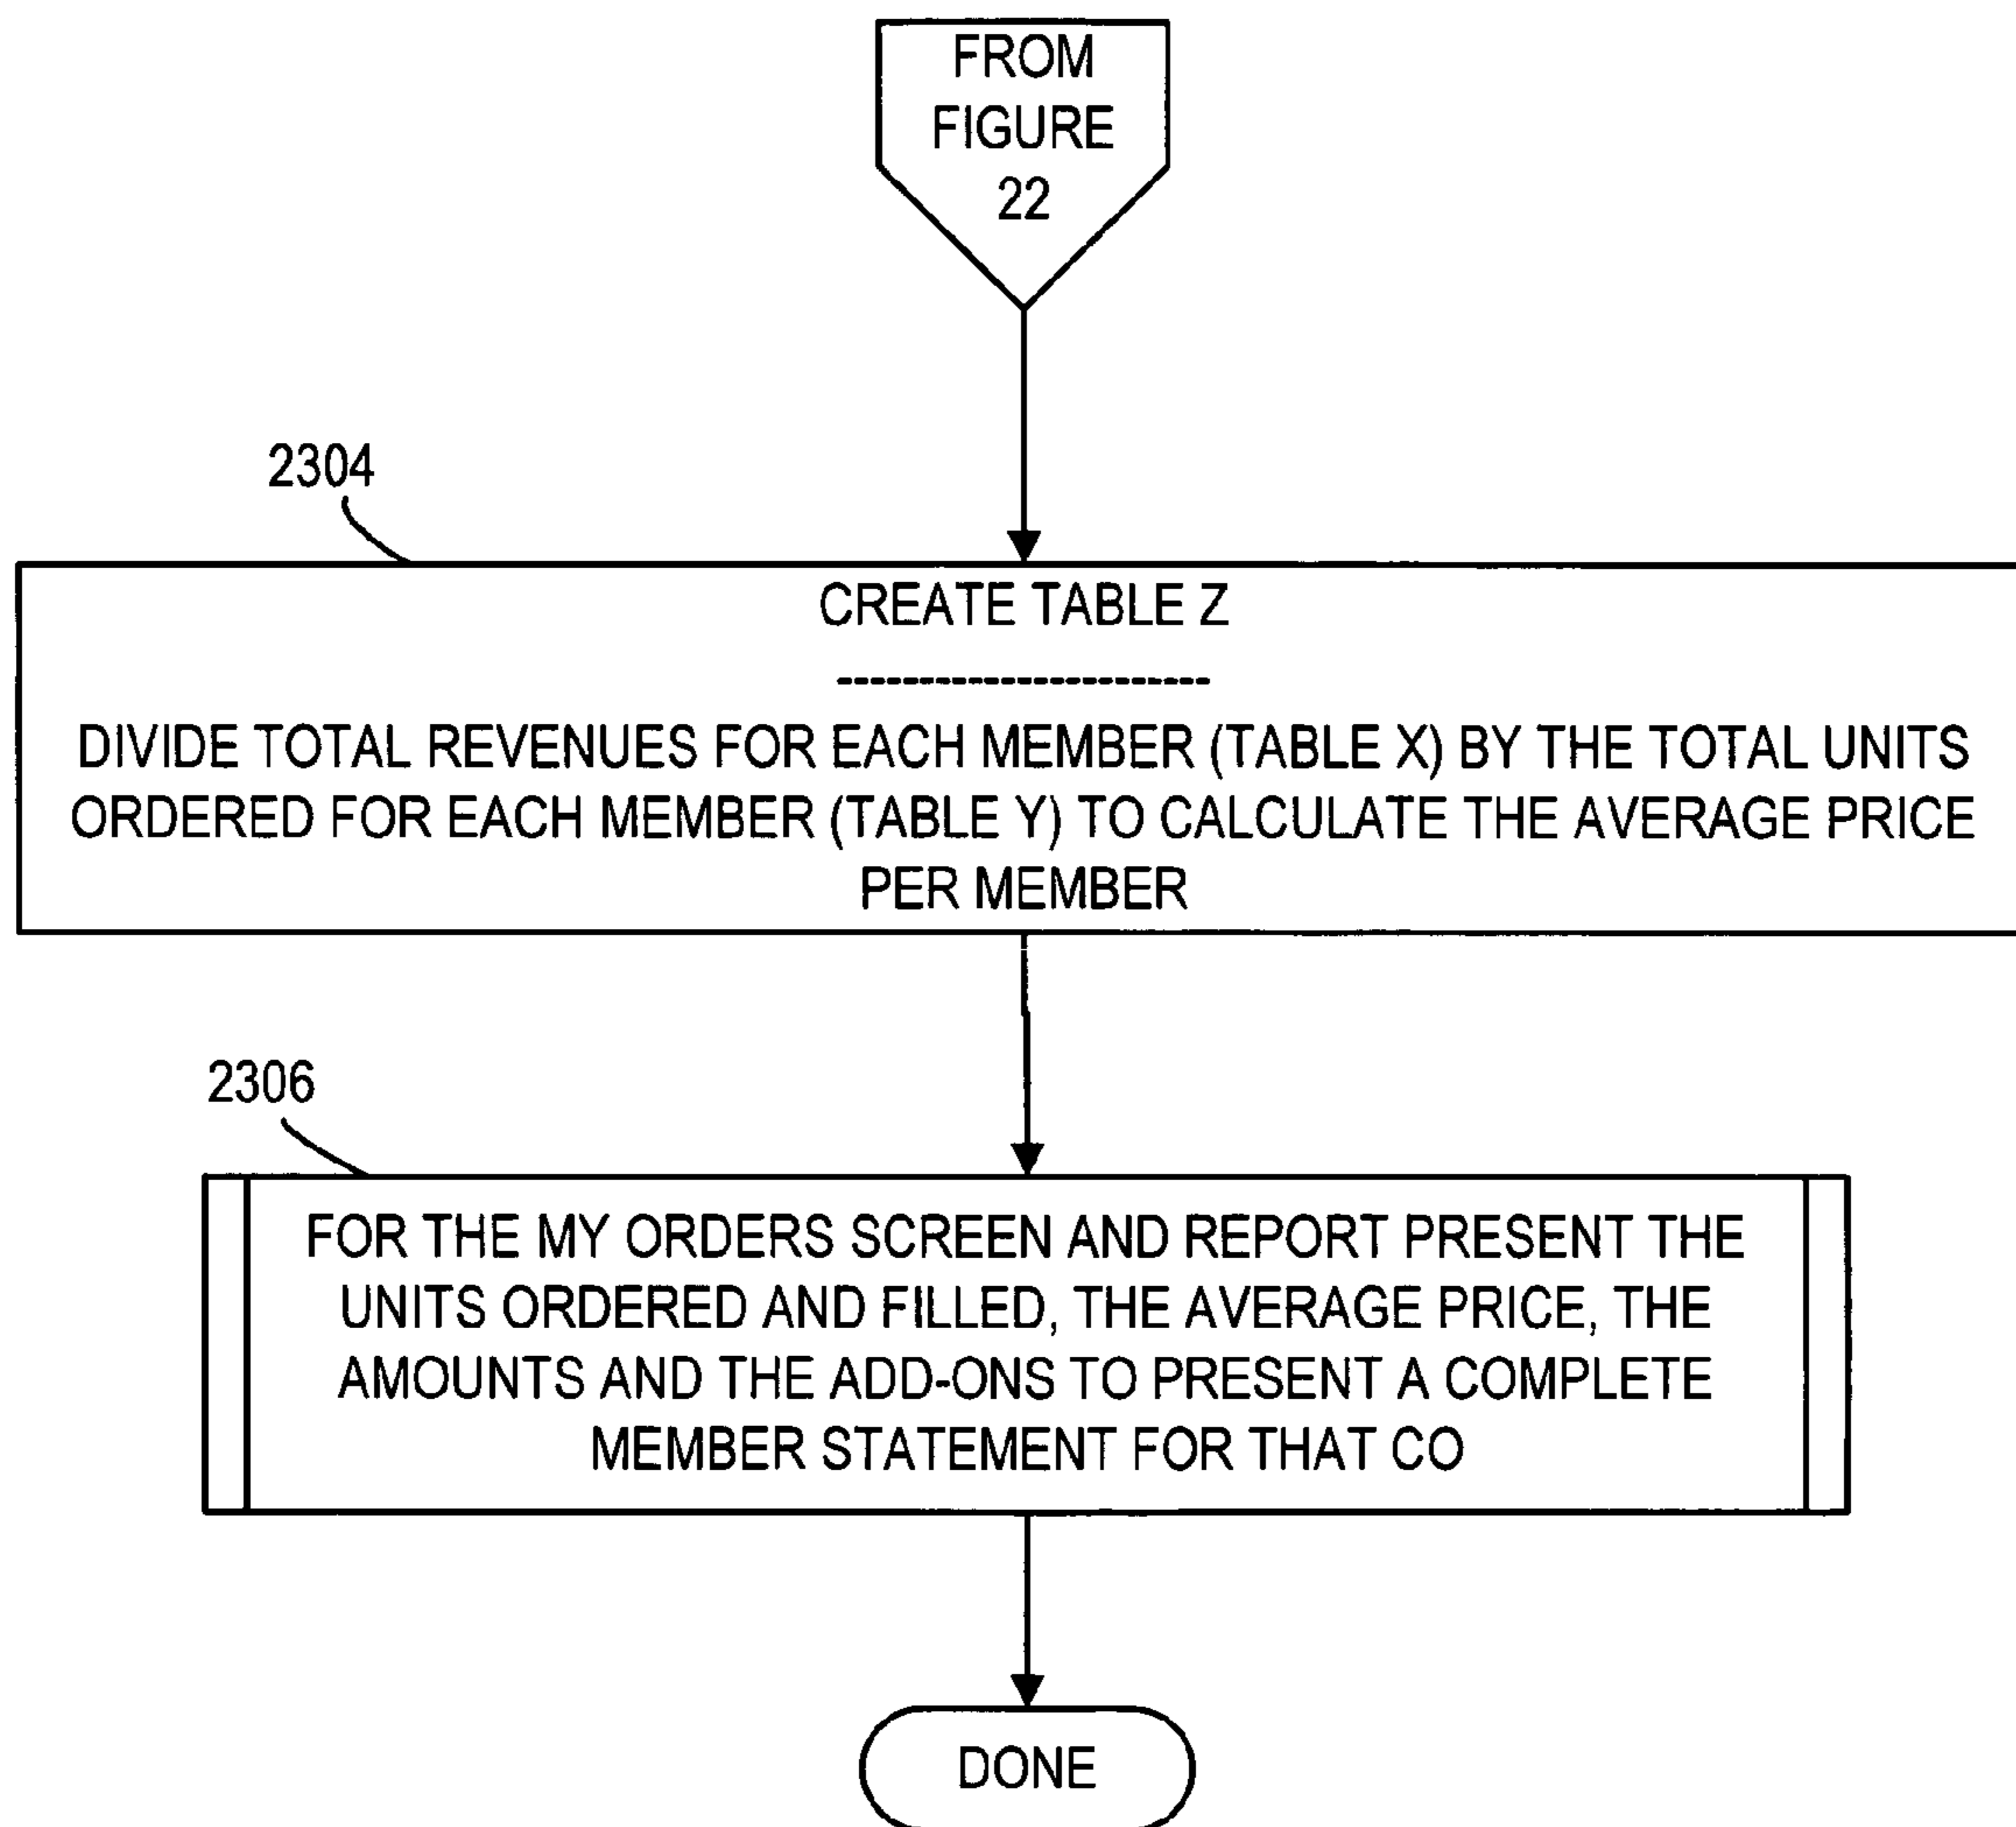 FROM
FIGURE
22
2304
CREATE TABLE Z
-----------------------
DIVIDE TOTAL REVENUES FOR EACH MEMBER (TABLE X) BY THE TOTAL UNITS
ORDERED FOR EACH MEMBER (TABLE Y) TO CALCULATE THE AVERAGE PRICE
PER MEMBER
2306
FOR THE MY ORDERS SCREEN AND REPORT PRESENT THE
UNITS ORDERED AND FILLED, THE AVERAGE PRICE, THE
AMOUNTS AND THE ADD-ONS TO PRESENT A COMPLETE
MEMBER STATEMENT FOR THAT CO
DONE